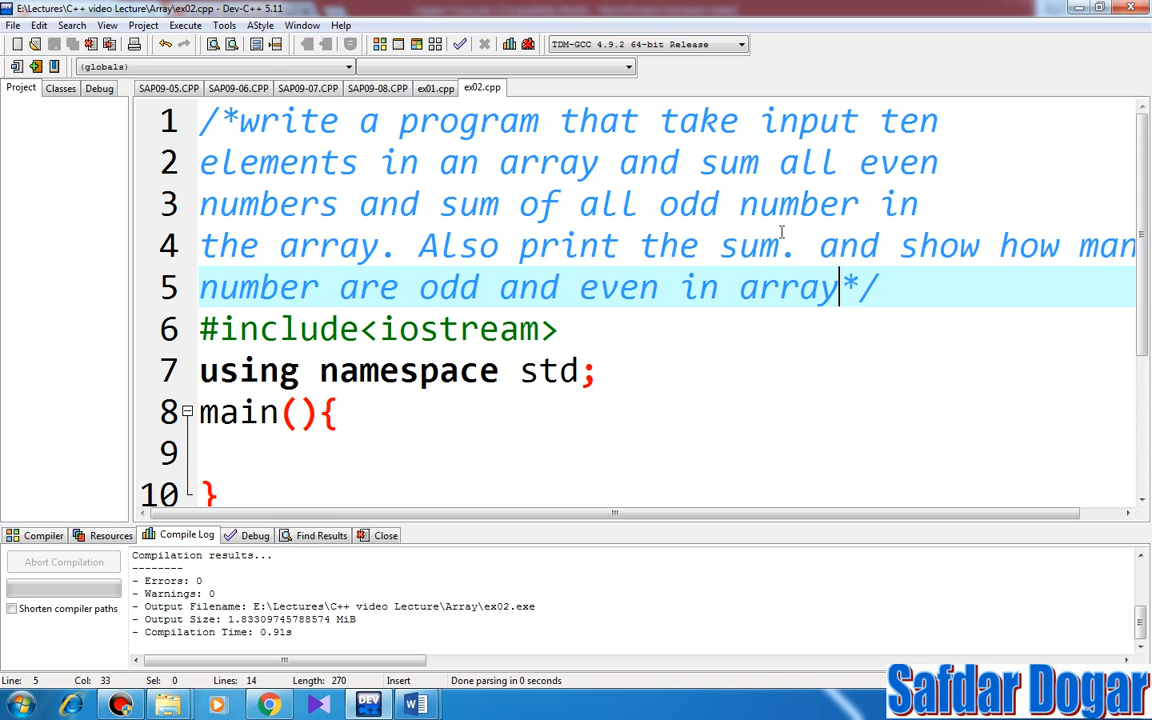 E:\Lectures\C++ video Lecture\Array\ex02.cpp - Dev-C++ 5.11
File Edit Search View Project Execute Tools AStyle Window Help
TDM-GCC 4.9.2 64-bit Release
(globals)
Project Classes Debug SAP09-05.CPP SAP09-06.CPP SAP09-07.CPP SAP09-08.CPP ex01.cpp ex02.cpp
1 /*write a program that take input ten
2 elements in an array and sum all even
3 numbers and sum of all odd number in
4 the array. Also print the sum. and show how man
5 number are odd and even in array*/
6 #include<iostream>
7 using namespace std;
8 main(){
9
10 }
Compiler Resources Compile Log Debug Find Results Close
Abort Compilation
Shorten compiler paths
Compilation results...
--------
- Errors: 0
- Warnings: 0
- Output Filename: E:\Lectures\C++ video Lecture\Array\ex02.exe
- Output Size: 1.83309745788574 MiB
- Compilation Time: 0.91s
Line: 5 Col: 33 Sel: 0 Lines: 14 Length: 270 Insert Done parsing in 0 seconds
DEV C++
Safdar Dogar